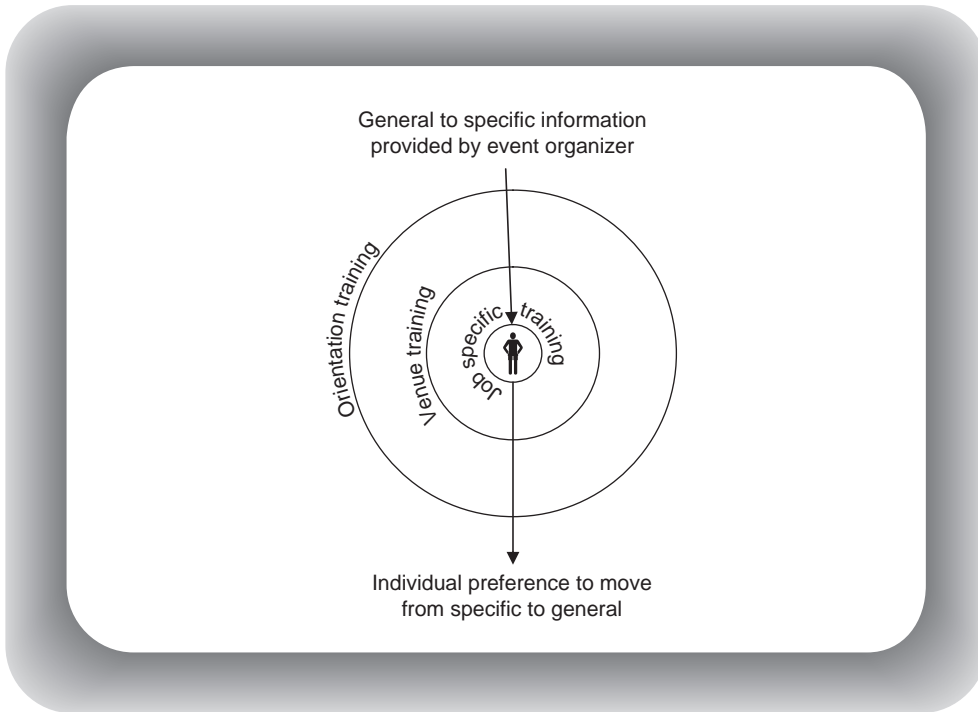 General to specific information
provided by event organizer
Orientation training
Venue training
Job specific training
Individual preference to move
from specific to general